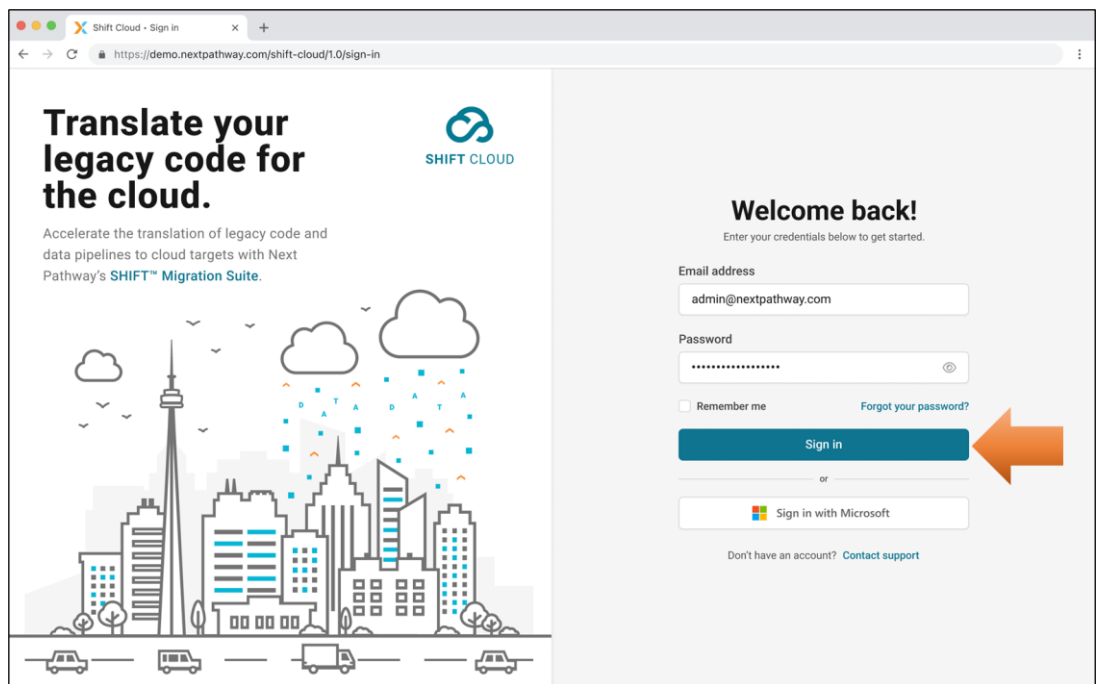 Shift Cloud - Sign in
https://demo.nextpathway.com/shift-cloud/1.0/sign-in
Translate your
legacy code for
the cloud.
SHIFT CLOUD
Accelerate the translation of legacy code and
data pipelines to cloud targets with Next
Pathway's SHIFT™ Migration Suite.
D A T A D A T A
Welcome back!
Enter your credentials below to get started.
Email address
admin@nextpathway.com
Password
••••••••••••••••••
Remember me Forgot your password?
Sign in
or
Sign in with Microsoft
Don't have an account? Contact support